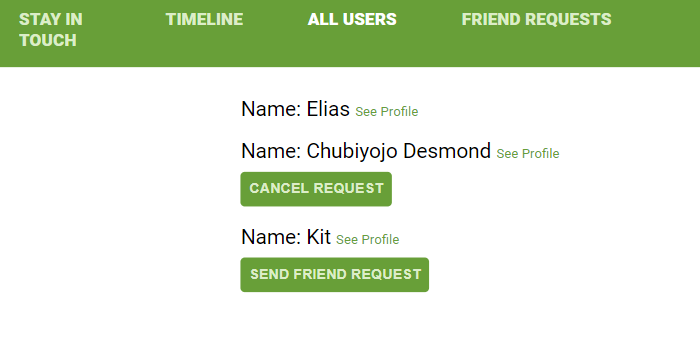 STAY IN
TOUCH
TIMELINE
ALL USERS
FRIEND REQUESTS
Name: Elias See Profile
Name: Chubiyojo Desmond See Profile
CANCEL REQUEST
Name: Kit See Profile
SEND FRIEND REQUEST